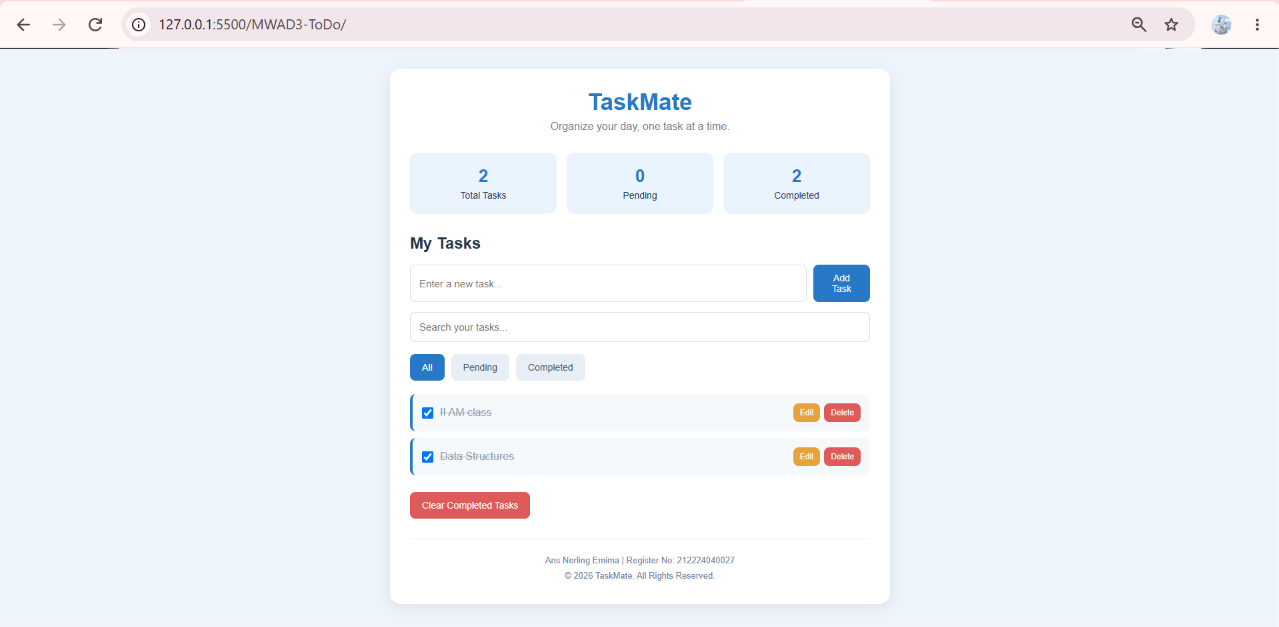 127.0.0.1:5500/MWAD3-ToDo/
TaskMate
Organize your day, one task at a time.
2
Total Tasks
0
Pending
2
Completed
My Tasks
Enter a new task...
Add
Task
Search your tasks...
All
Pending
Completed
II AM class
Edit
Delete
Data Structures
Edit
Delete
Clear Completed Tasks
Ans Nerling Emima | Register No: 212224040027
© 2026 TaskMate. All Rights Reserved.